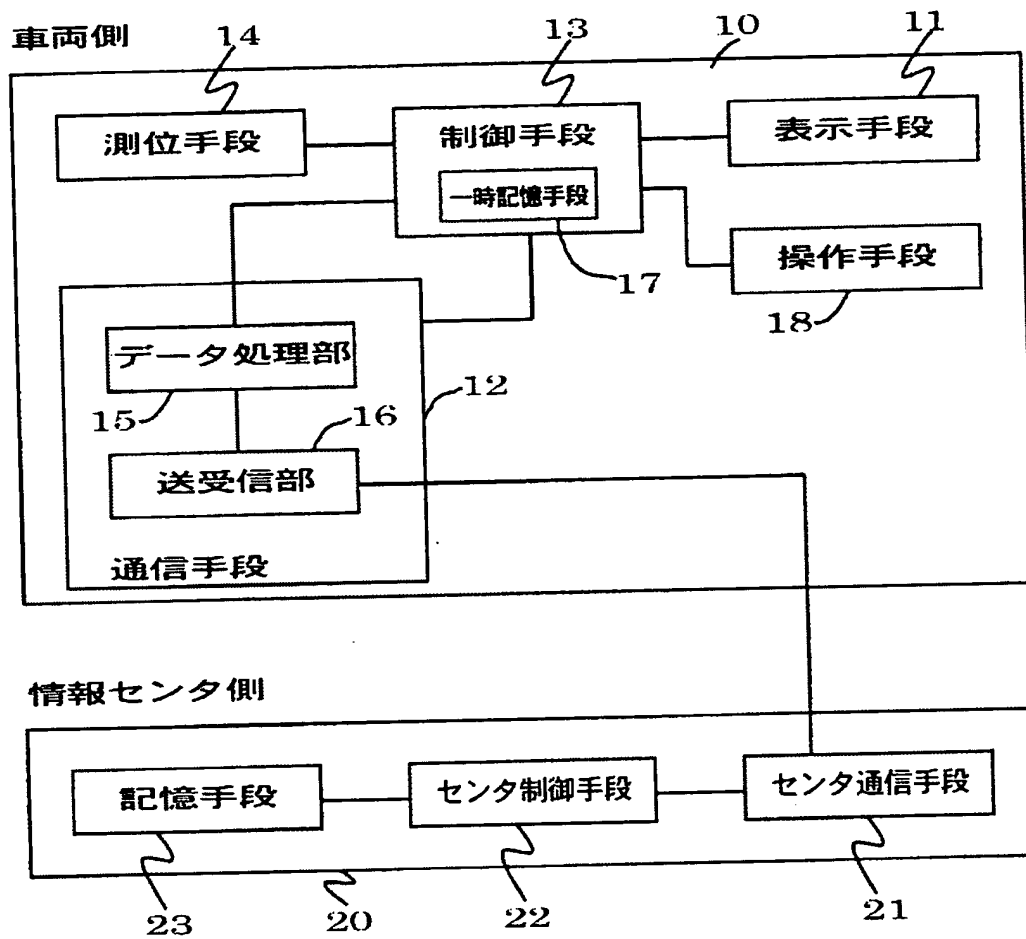 車両側
14
13
10
11
測位手段
制御手段
表示手段
一時記憶手段
17
操作手段
18
データ処理部
15
12
16
送受信部
通信手段
情報センタ側
記憶手段
センタ制御手段
センタ通信手段
23
20
22
21